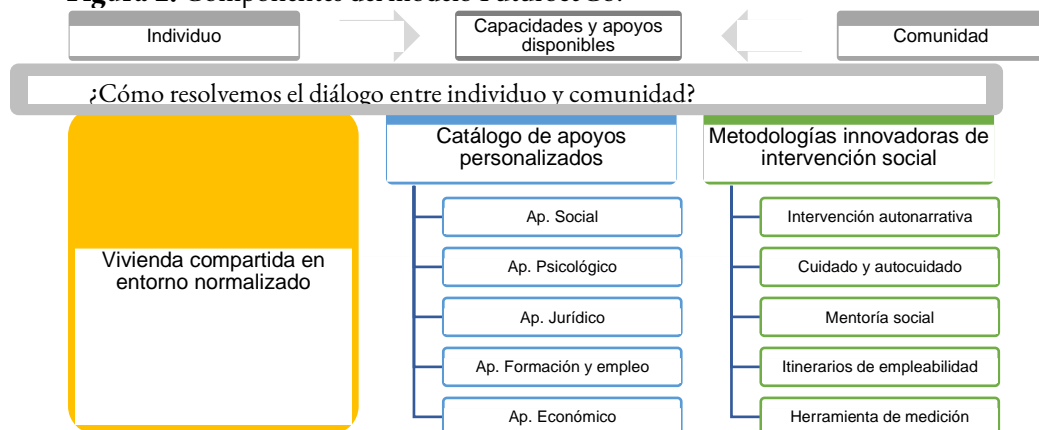 Individuo
Capacidades y apoyos
disponibles
Comunidad
¿Cómo resolvemos el diálogo entre individuo y comunidad?
Vivienda compartida en
entorno normalizado
Catálogo de apoyos
personalizados
Ap. Social
Ap. Psicológico
Ap. Jurídico
Ap. Formación y empleo
Ap. Económico
Metodologías innovadoras de
intervención social
Intervención autonarrativa
Cuidado y autocuidado
Mentoría social
Itinerarios de empleabilidad
Herramienta de medición